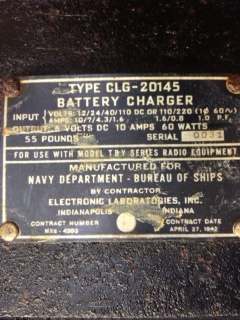 TYPE CLG-20145
BATTERY CHARGER
INPUT VOLTS: 12/24/40/110 DC OR 110/220 (1Φ 60∿)
AMPS: 10/7/4.3/1.6 1.6/0.8 1.0 P.F.
OUTPUT: 6 VOLTS DC 10 AMPS 60 WATTS
55 POUNDS SERIAL 0031
FOR USE WITH MODEL TBY SERIES RADIO EQUIPMENT
MANUFACTURED FOR
NAVY DEPARTMENT - BUREAU OF SHIPS
BY CONTRACTOR
ELECTRONIC LABORATORIES, INC.
INDIANAPOLIS INDIANA
CONTRACT NUMBER CONTRACT DATE
APRIL 27, 1942